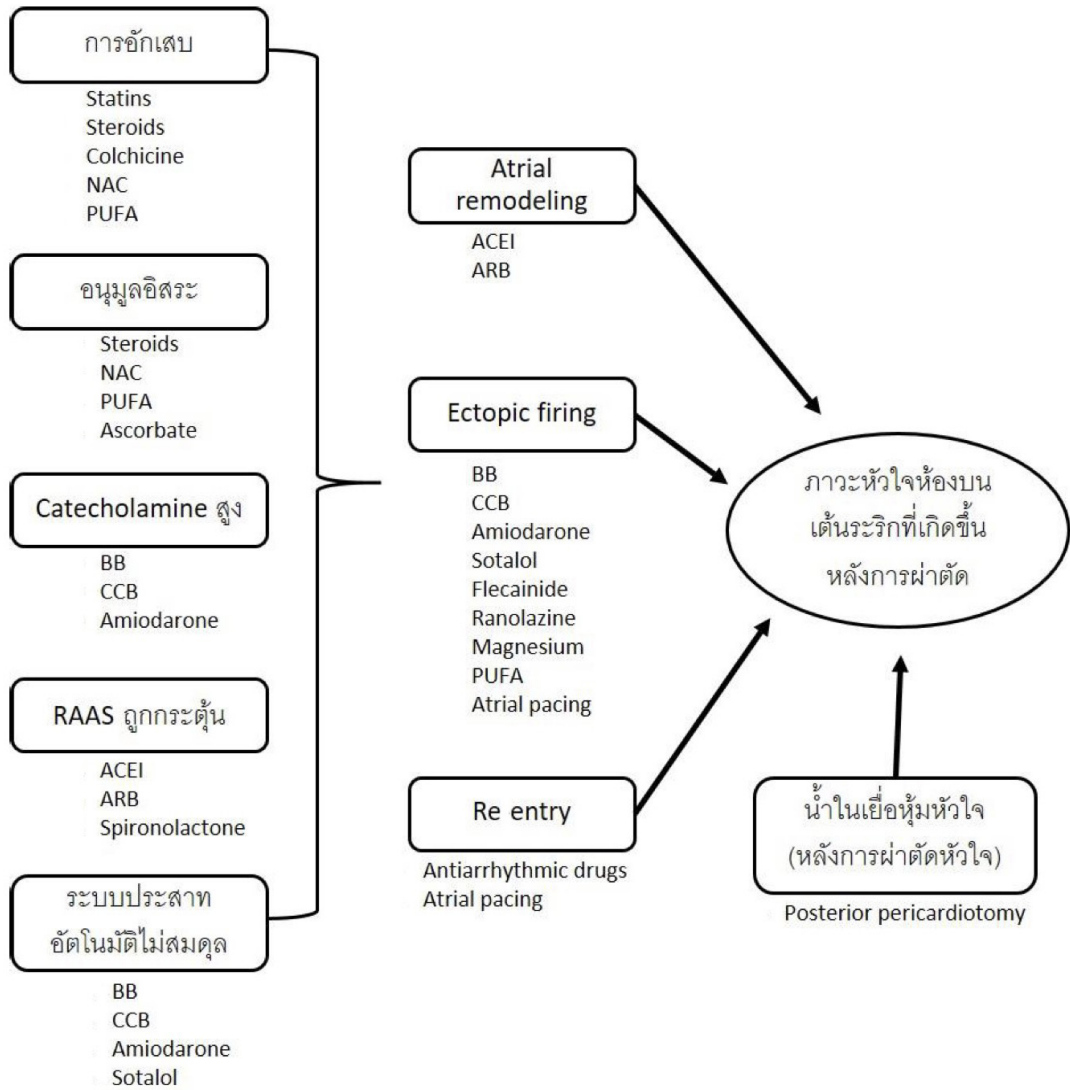 การอักเสบ
Statins
Steroids
Colchicine
NAC
PUFA
อนุมูลอิสระ
Steroids
NAC
PUFA
Ascorbate
Catecholamine สูง
BB
CCB
Amiodarone
RAAS ถูกกระตุ้น
ACEI
ARB
Spironolactone
ระบบประสาท
อัตโนมัติไม่สมดุล
BB
CCB
Amiodarone
Sotalol
Atrial
remodeling
ACEI
ARB
Ectopic firing
BB
CCB
Amiodarone
Sotalol
Flecainide
Ranolazine
Magnesium
PUFA
Atrial pacing
Re entry
Antiarrhythmic drugs
Atrial pacing
ภาวะหัวใจห้องบน
เต้นระริกที่เกิดขึ้น
หลังการผ่าตัด
น้ำในเยื่อหุ้มหัวใจ
(หลังการผ่าตัดหัวใจ)
Posterior pericardiotomy